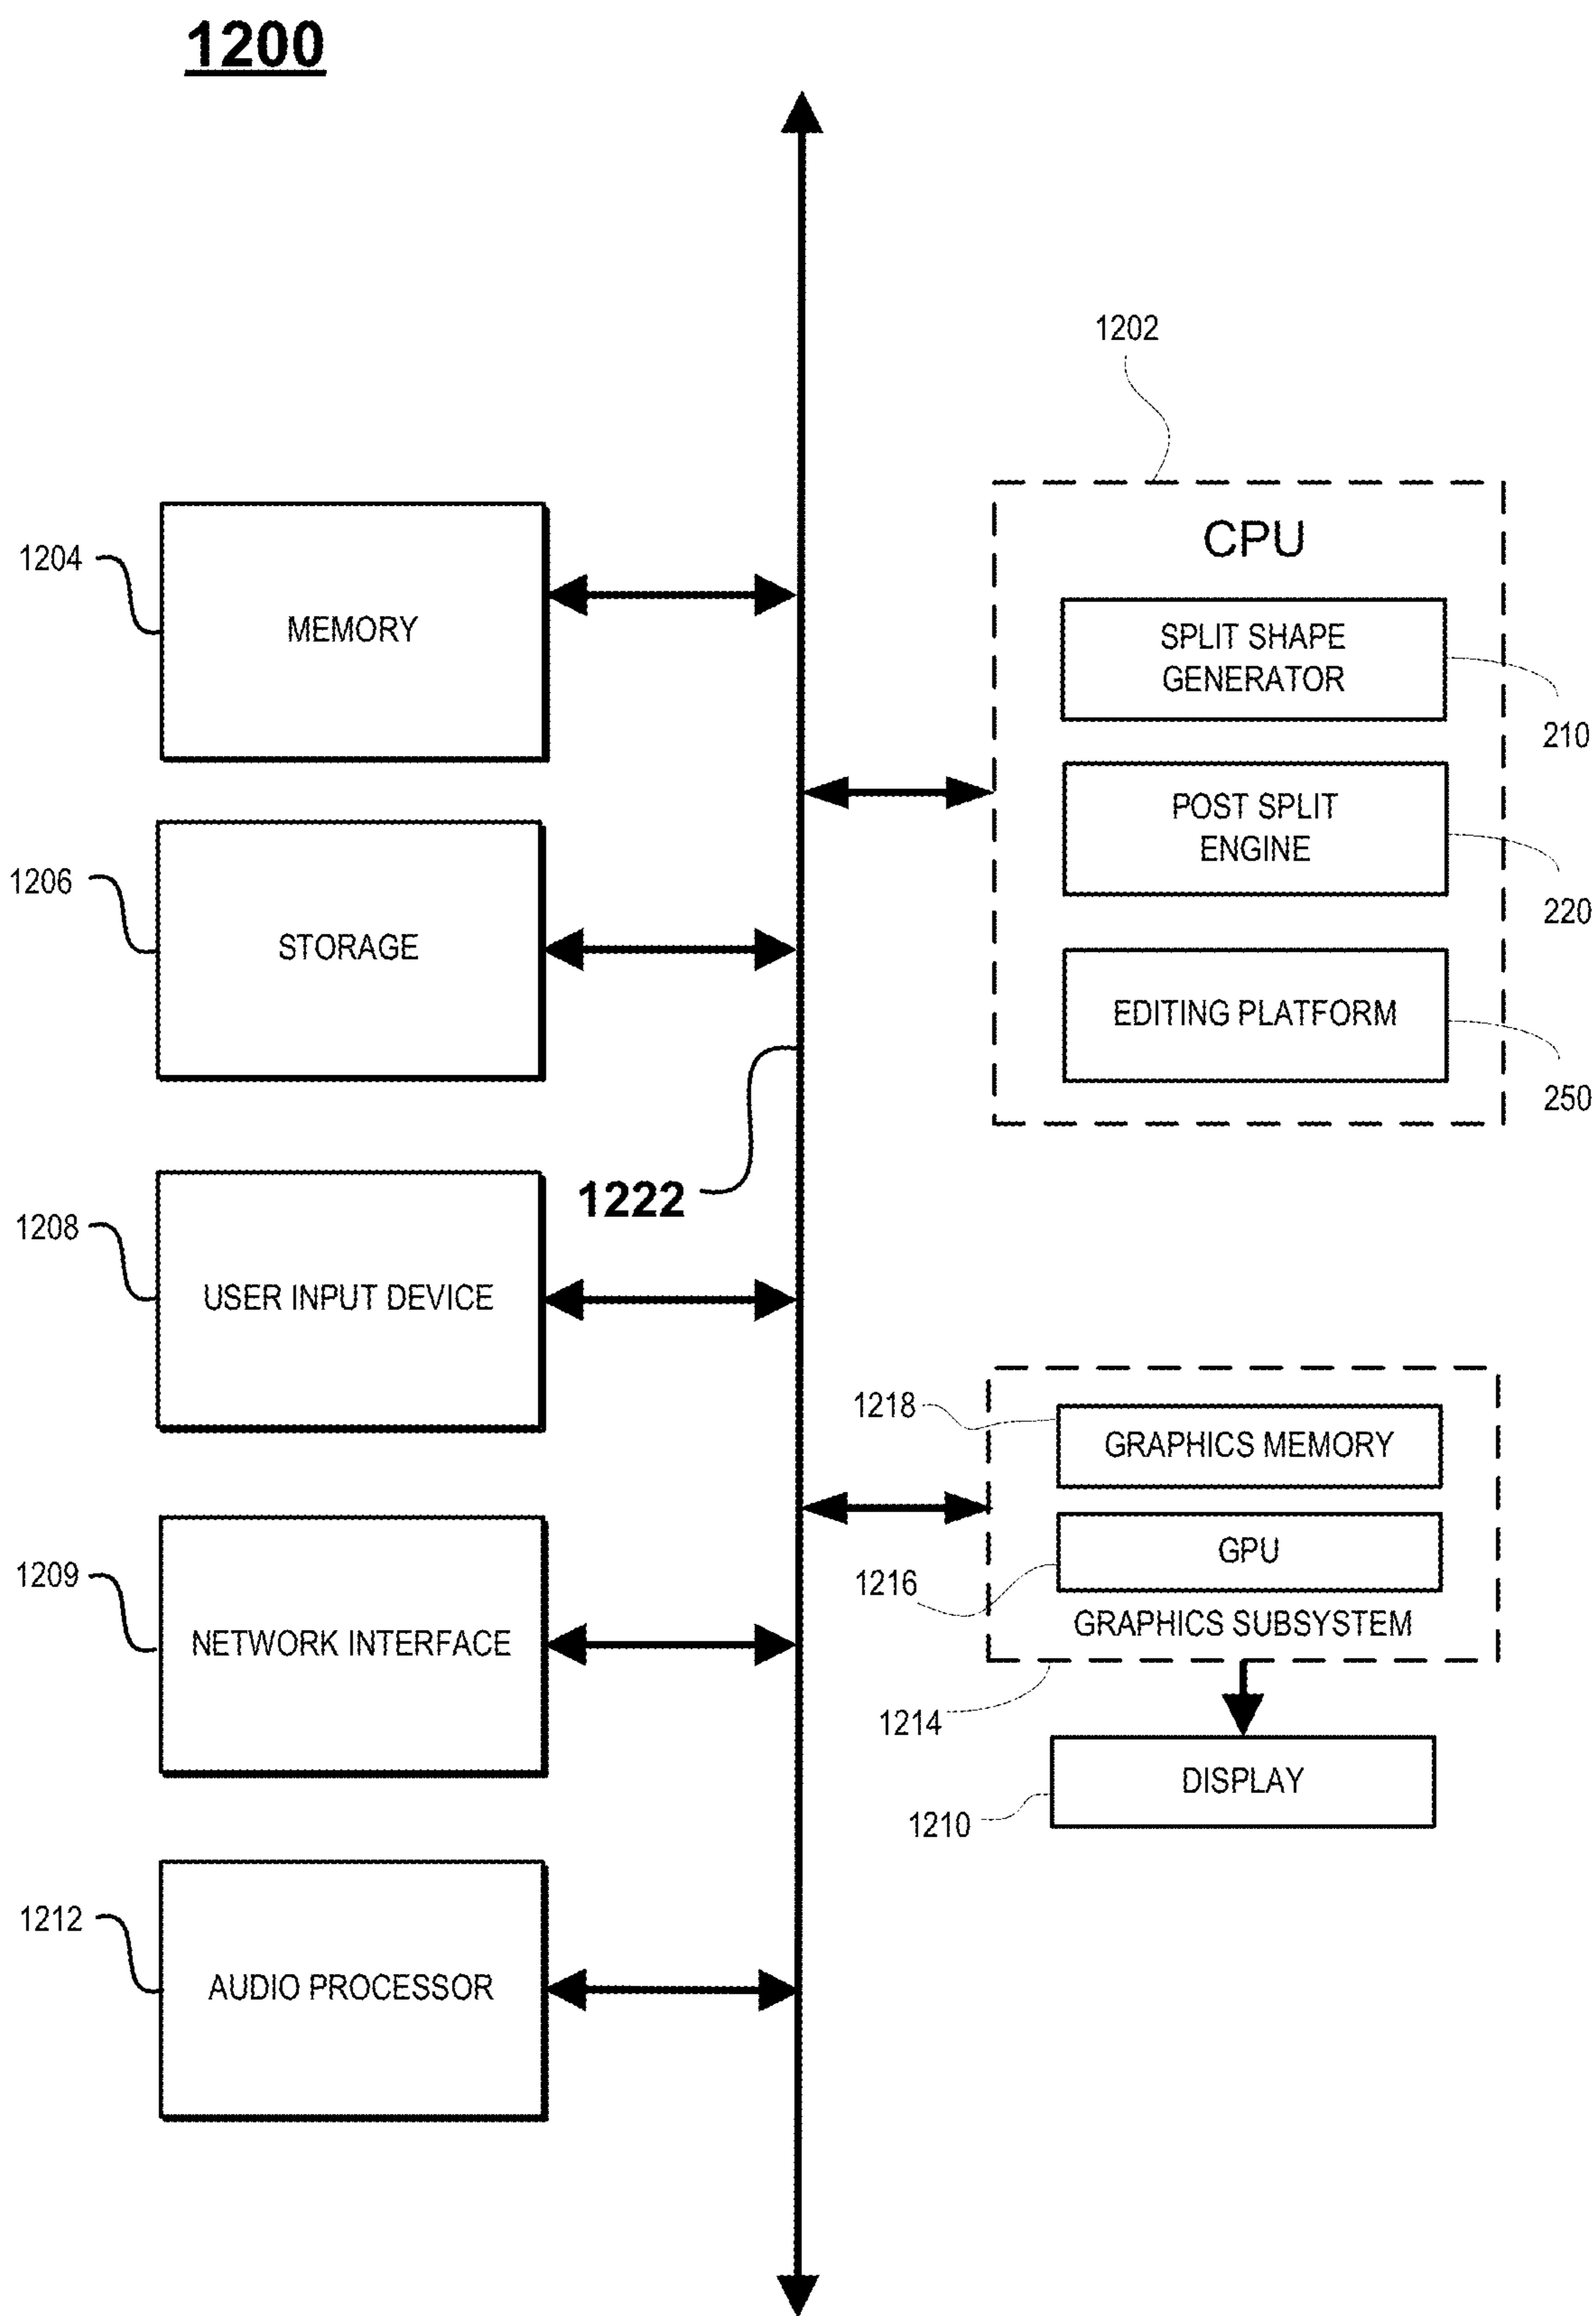 1200
1202
CPU
SPLIT SHAPE
GENERATOR
210
POST SPLIT
ENGINE
220
EDITING PLATFORM
250
1204
MEMORY
1206
STORAGE
1222
1208
USER INPUT DEVICE
1218
GRAPHICS MEMORY
GPU
1216
GRAPHICS SUBSYSTEM
1214
1209
NETWORK INTERFACE
DISPLAY
1210
1212
AUDIO PROCESSOR